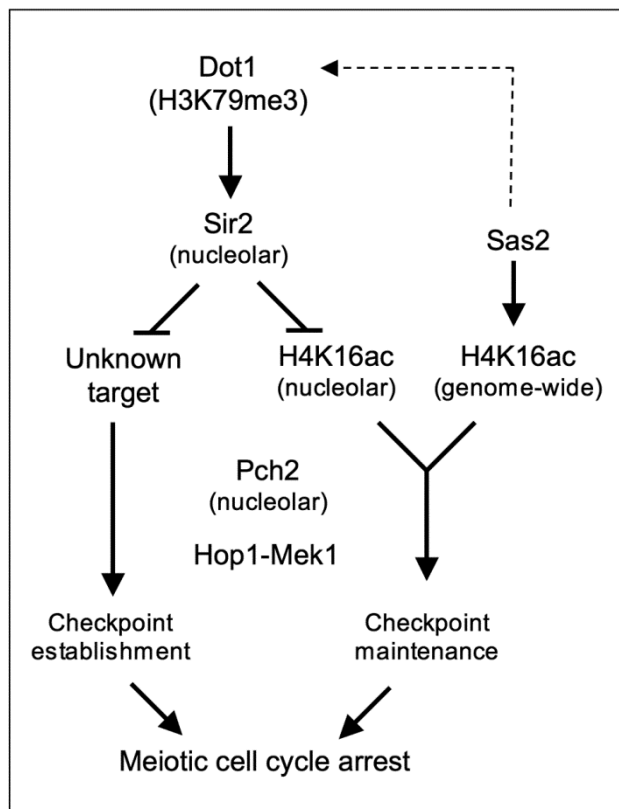 Dot1
(H3K79me3)
Sir2
(nucleolar)
Sas2
Unknown
target
H4K16ac
(nucleolar)
H4K16ac
(genome-wide)
Pch2
(nucleolar)
Hop1-Mek1
Checkpoint
establishment
Checkpoint
maintenance
Meiotic cell cycle arrest